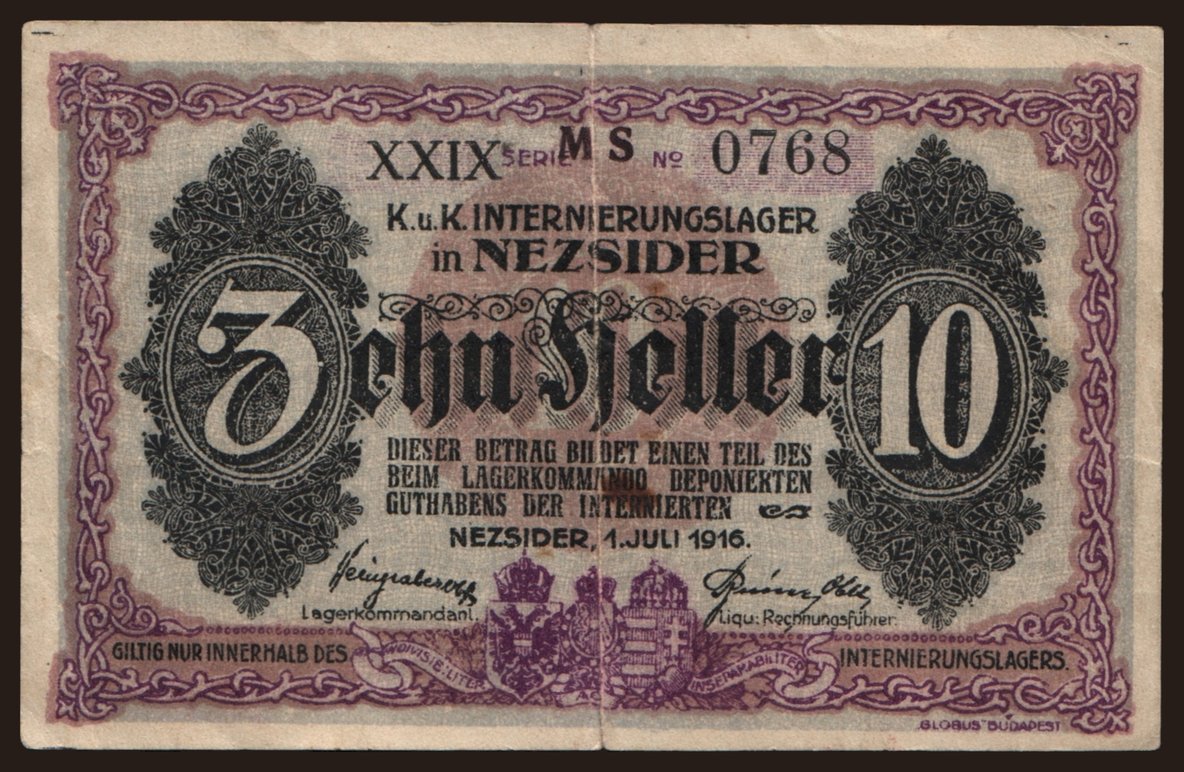 XXIX SERIE MS No 0768
K.u.K. INTERNIERUNGSLAGER
in NEZSIDER
Zehn Heller 10
DIESER BETRAG BILDET EINEN TEIL DES
BEIM LAGERKOMMANDO DEPONIERTEN
GUTHABENS DER INTERNIERTEN
NEZSIDER, 1. JULI 1916.
Lagerkommandant. Liqu: Rechnungsführer.
GILTIG NUR INNERHALB DES INDIVISIBILITER AC INSEPARABILITER INTERNIERUNGSLAGERS.
„GLOBUS" BUDAPEST